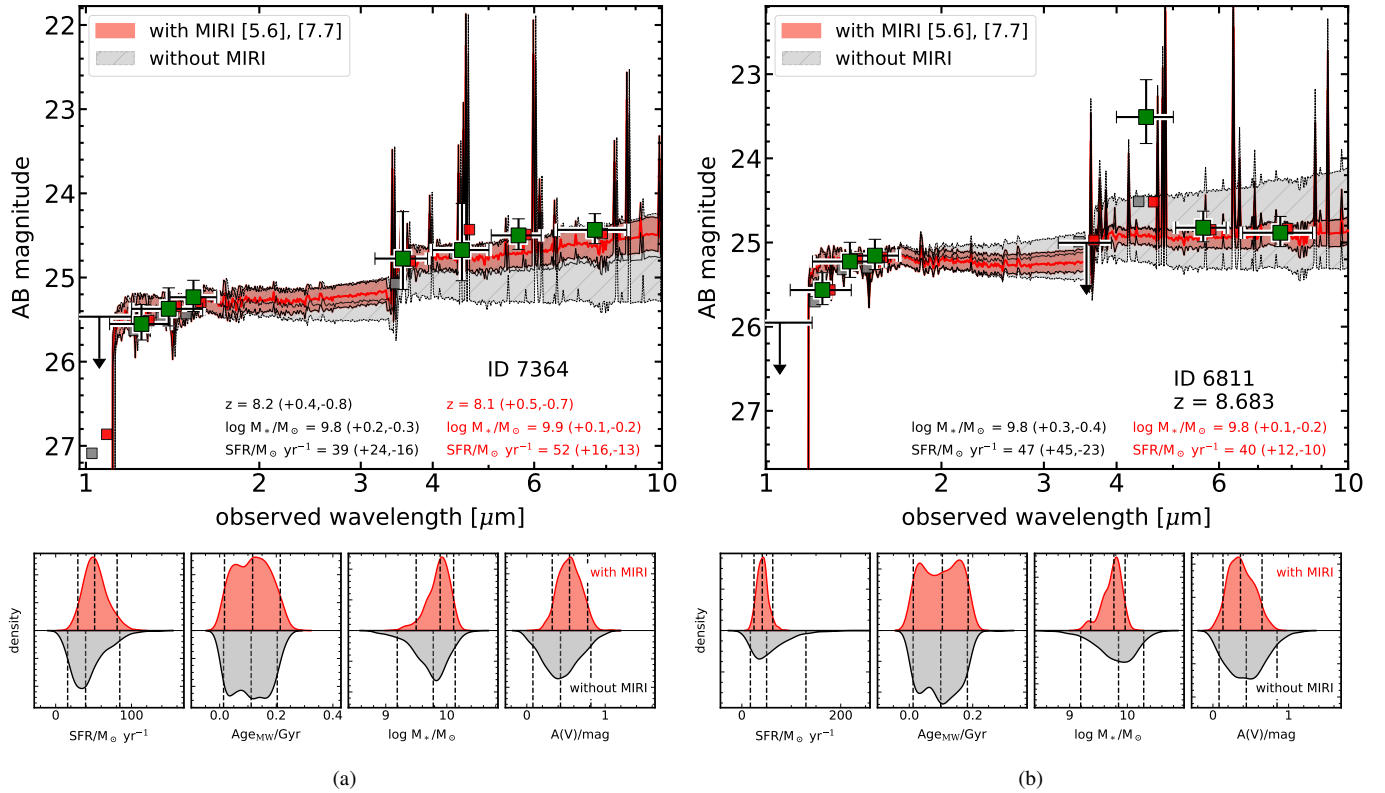 with MIRI [5.6], [7.7]
without MIRI
22
23
24
25
26
27
AB magnitude
ID 7364
z = 8.2 (+0.4,-0.8)
log M*/M☉ = 9.8 (+0.2,-0.3)
SFR/M☉ yr⁻¹ = 39 (+24,-16)
z = 8.1 (+0.5,-0.7)
log M*/M☉ = 9.9 (+0.1,-0.2)
SFR/M☉ yr⁻¹ = 52 (+16,-13)
1 2 4 6 10
observed wavelength [μm]
with MIRI [5.6], [7.7]
without MIRI
23
24
25
26
27
AB magnitude
ID 6811
z = 8.683
log M*/M☉ = 9.8 (+0.3,-0.4)
SFR/M☉ yr⁻¹ = 47 (+45,-23)
log M*/M☉ = 9.8 (+0.1,-0.2)
SFR/M☉ yr⁻¹ = 40 (+12,-10)
1 2 3 4 6 10
observed wavelength [μm]
density
with MIRI
without MIRI
0 100
SFR/M☉ yr⁻¹
0.0 0.2 0.4
Age_MW/Gyr
9 10
log M*/M☉
0 1
A(V)/mag
(a)
density
with MIRI
without MIRI
0 200
SFR/M☉ yr⁻¹
0.0 0.2
Age_MW/Gyr
9 10
log M*/M☉
0 1
A(V)/mag
(b)